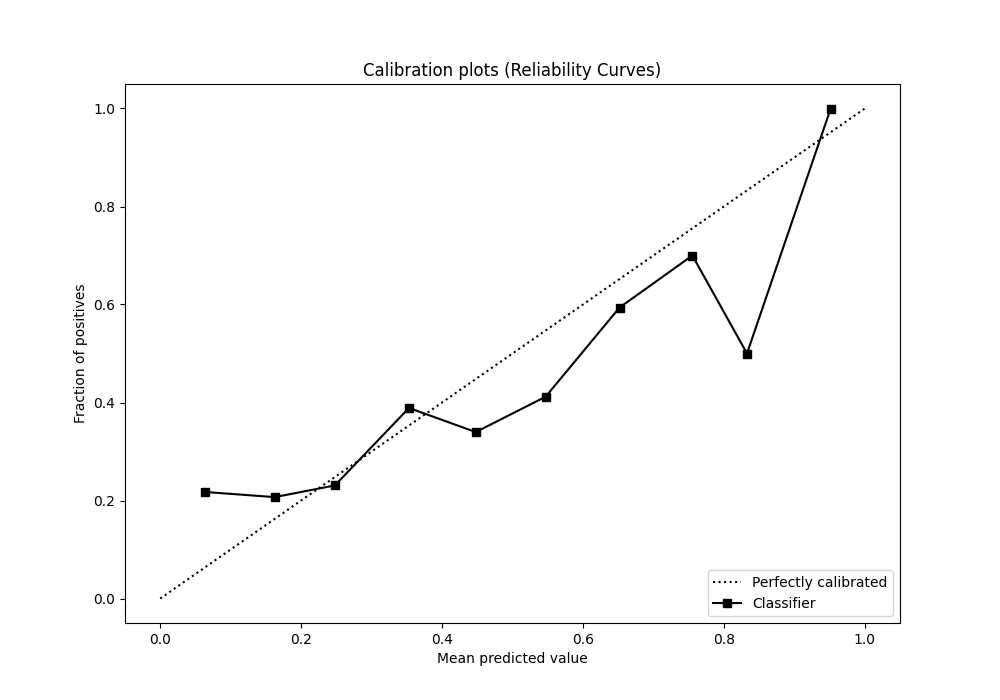 Calibration plots (Reliability Curves)
1.0
0.8
0.6
0.4
0.2
0.0
Fraction of positives
0.0 0.2 0.4 0.6 0.8 1.0
Mean predicted value
Perfectly calibrated
Classifier